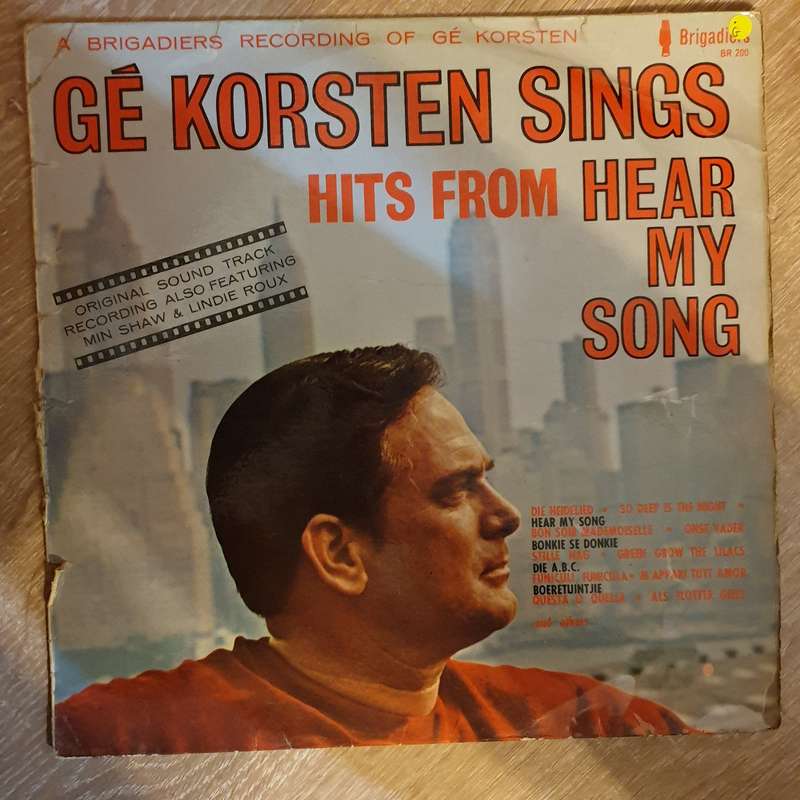 A BRIGADIERS RECORDING OF GÉ KORSTEN
Brigadiers
BR 200
GÉ KORSTEN SINGS
HITS FROM HEAR
MY
SONG
ORIGINAL SOUND TRACK
RECORDING ALSO FEATURING
MIN SHAW & LINDIE ROUX
DIE HEIDELIED • SO DEEP IS THE NIGHT •
HEAR MY SONG
BON SOIR MADEMOISELLE • ONSE VADER
BONKIE SE DONKIE
STILLE NAG • GREEN GROW THE LILACS
DIE A.B.C.
FUNICULI, FUNICULA • M'APPARI TUTT AMOR
BOERETUINTJIE
QUESTA O QUELLA • ALS FLOTTE GEEST
and others